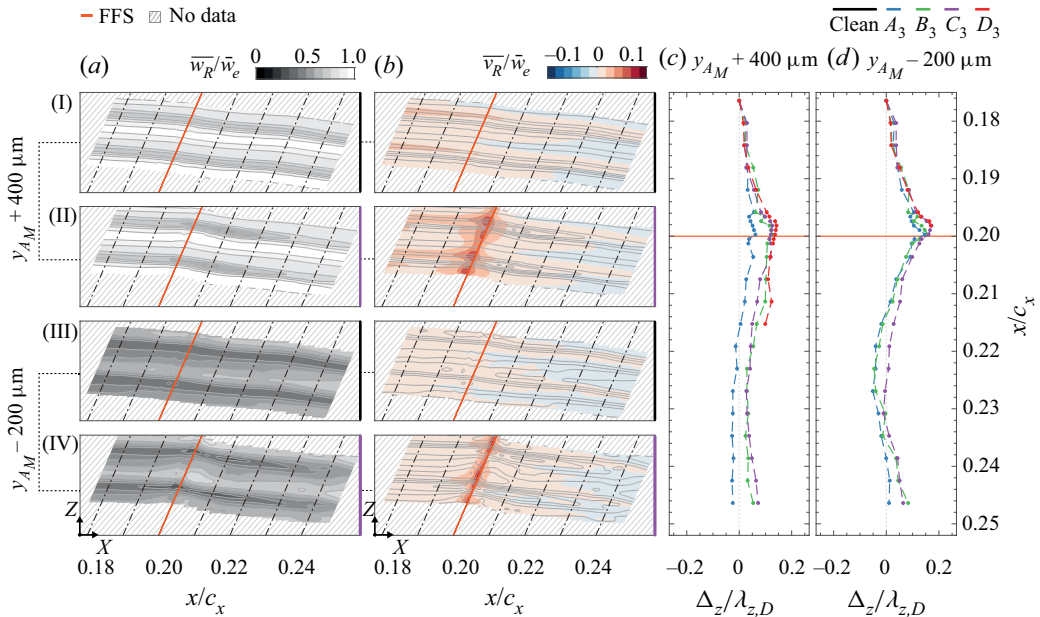 FFS No data Clean A3 B3 C3 D3
(a) w̅_R̅/w̄e 0 0.5 1.0 (b) v̅_R̅/w̄e −0.1 0 0.1 (c) yAM + 400 μm (d) yAM − 200 μm
(I)
yAM + 400 μm
(II)
(III)
yAM − 200 μm
(IV)
Z
X
Z
X
0.18
0.19
0.20
0.21
0.22
0.23
0.24
0.25
x/cx
0.18 0.20 0.22 0.24
x/cx
0.18 0.20 0.22 0.24
x/cx
−0.2 0 0.2
Δz/λz,D
−0.2 0 0.2
Δz/λz,D